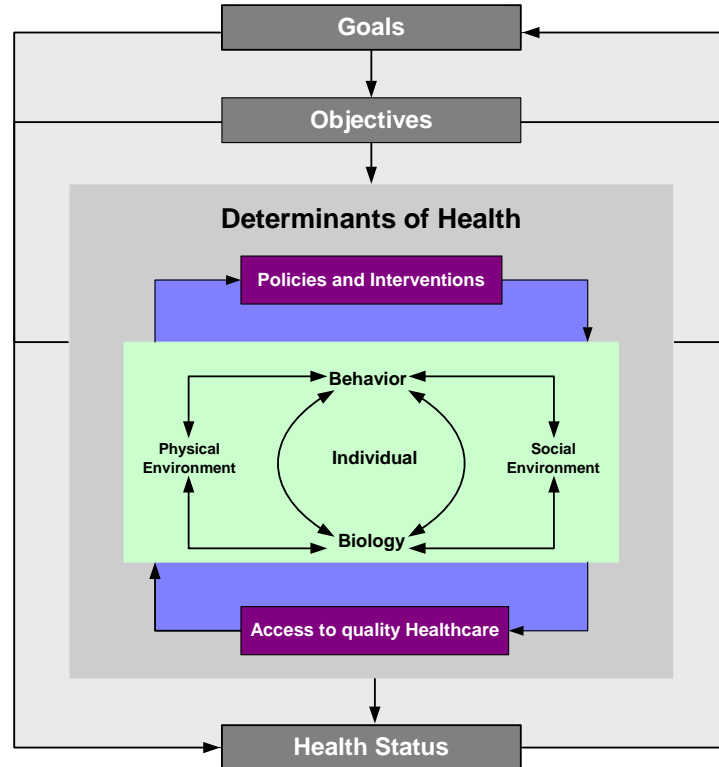 Goals
Objectives
Determinants of Health
Policies and Interventions
Behavior
Physical
Environment
Individual
Social
Environment
Biology
Access to quality Healthcare
Health Status